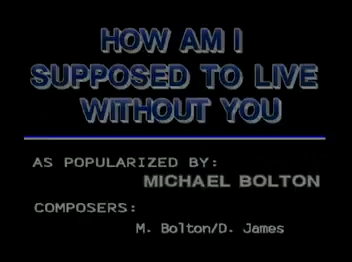 HOW AM I
SUPPOSED TO LIVE
WITHOUT YOU
AS POPULARIZED BY:
MICHAEL BOLTON
COMPOSERS:
M. Bolton/D. James